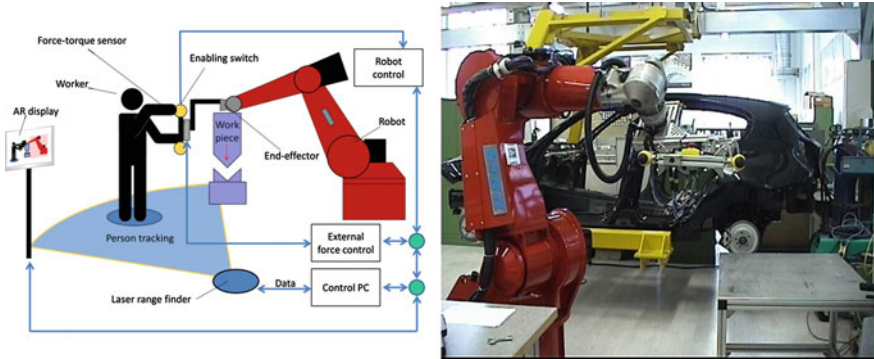 Force-torque sensor
Enabling switch
Robot
control
Worker
AR display
Work
piece
Robot
End-effector
Person tracking
External
force control
Data
Control PC
Laser range finder